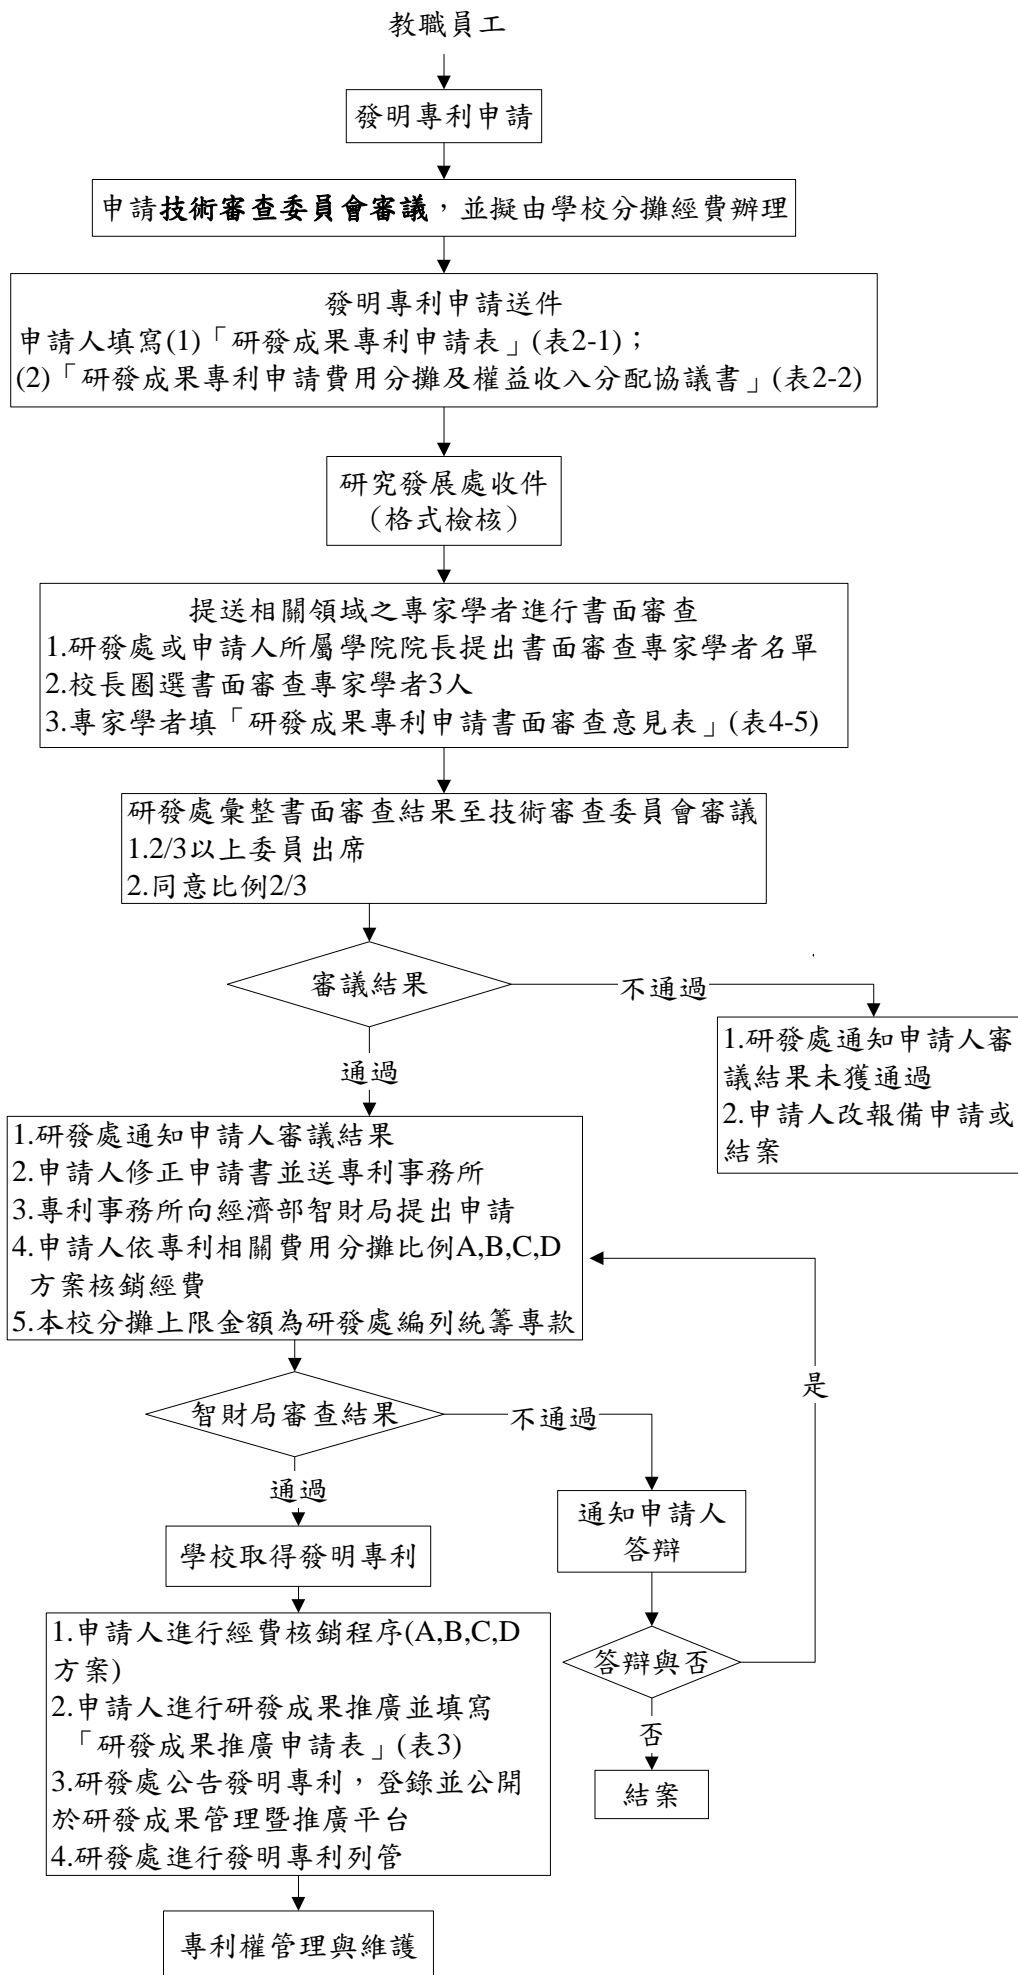 教職員工
發明專利申請
申請技術審查委員會審議，並擬由學校分攤經費辦理
發明專利申請送件
申請人填寫(1)「研發成果專利申請表」(表2-1)；
(2)「研發成果專利申請費用分攤及權益收入分配協議書」(表2-2)
研究發展處收件
（格式檢核）
提送相關領域之專家學者進行書面審查
1.研發處或申請人所屬學院院長提出書面審查專家學者名單
2.校長圈選書面審查專家學者3人
3.專家學者填「研發成果專利申請書面審查意見表」(表4-5)
研發處彙整書面審查結果至技術審查委員會審議
1.2/3以上委員出席
2.同意比例2/3
審議結果
不通過
1.研發處通知申請人審
議結果未獲通過
2.申請人改報備申請或
結案
通過
1.研發處通知申請人審議結果
2.申請人修正申請書並送專利事務所
3.專利事務所向經濟部智財局提出申請
4.申請人依專利相關費用分攤比例A,B,C,D
方案核銷經費
5.本校分攤上限金額為研發處編列統籌專款
是
智財局審查結果
不通過
通過
通知申請人
答辯
學校取得發明專利
1.申請人進行經費核銷程序(A,B,C,D
方案)
2.申請人進行研發成果推廣並填寫
「研發成果推廣申請表」(表3)
3.研發處公告發明專利，登錄並公開
於研發成果管理暨推廣平台
4.研發處進行發明專利列管
答辯與否
否
結案
專利權管理與維護